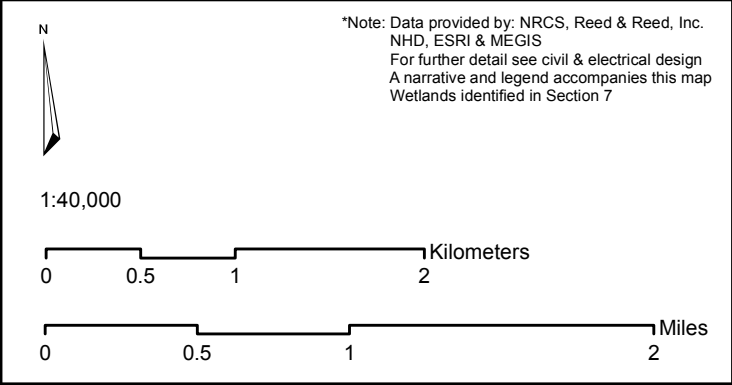 N
*Note: Data provided by: NRCS, Reed & Reed, Inc.
NHD, ESRI & MEGIS
For further detail see civil & electrical design
A narrative and legend accompanies this map
Wetlands identified in Section 7
1:40,000
Kilometers
0 0.5 1 2
Miles
0 0.5 1 2